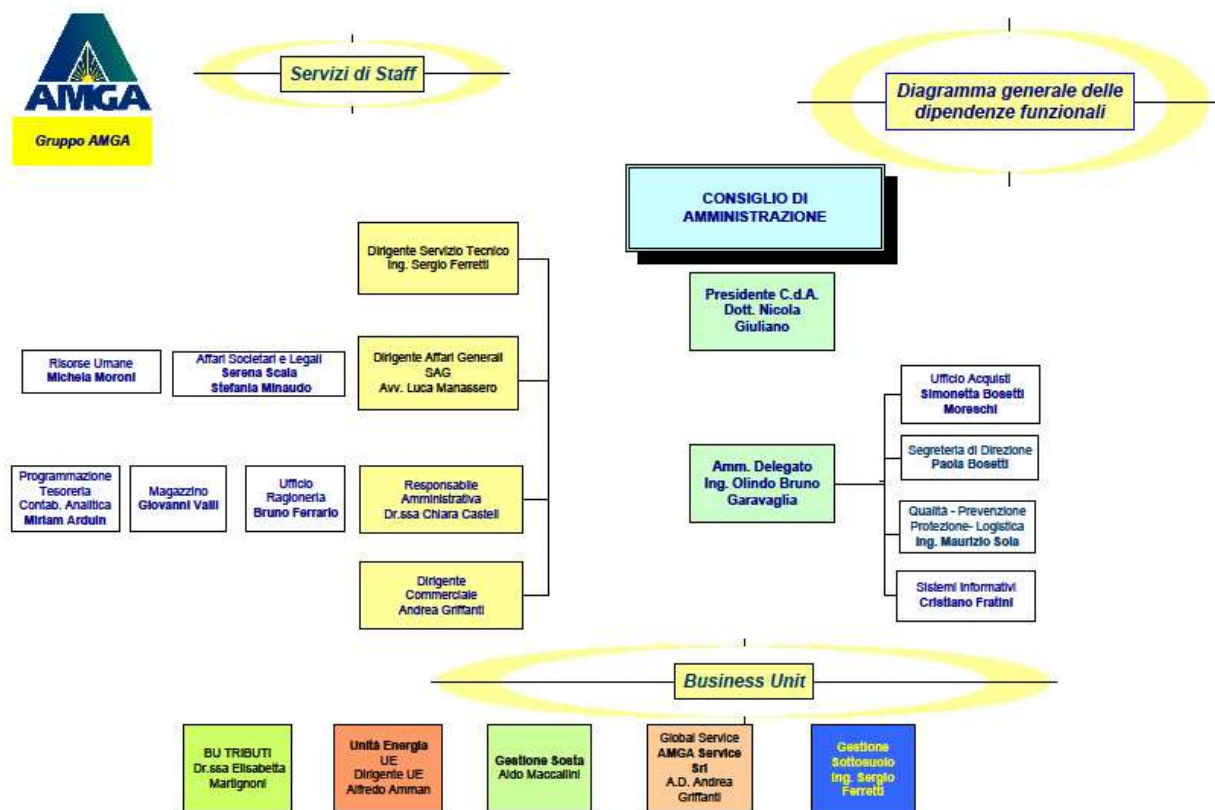 AMGA
Gruppo AMGA
Servizi di Staff
Diagramma generale delle
dipendenze funzionali
CONSIGLIO DI
AMMINISTRAZIONE
Presidente C.d.A.
Dott. Nicola
Giuliano
Dirigente Servizio Tecnico
Ing. Sergio Ferretti
Risorse Umane
Michela Moroni
Affari Societari e Legali
Serena Scala
Stefania Minaudo
Dirigente Affari Generali
SAG
Avv. Luca Manassero
Ufficio Acquisti
Simonetta Bosetti
Moreschi
Amm. Delegato
Ing. Olindo Bruno
Garavaglia
Segreteria di Direzione
Paola Bosetti
Programmazione
Tesoreria
Contab. Analitica
Miriam Arduin
Magazzino
Giovanni Valli
Ufficio
Ragioneria
Bruno Ferrario
Responsabile
Amministrativa
Dr.ssa Chiara Castelli
Qualità - Prevenzione
Protezione- Logistica
Ing. Maurizio Sola
Dirigente
Commerciale
Andrea Griffanti
Sistemi Informativi
Cristiano Fratini
Business Unit
BU TRIBUTI
Dr.ssa Elisabetta
Martignoni
Unità Energia
UE
Dirigente UE
Alfredo Amman
Gestione Sosta
Aldo Maccallini
Global Service
AMGA Service
Srl
A.D. Andrea
Griffanti
Gestione
Sottosuolo
Ing. Sergio
Ferretti